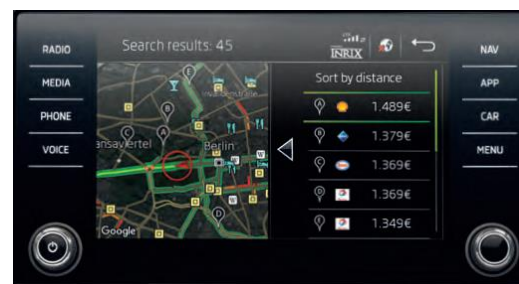 RADIO
MEDIA
PHONE
VOICE
Search results: 45
INRIX
Sort by distance
A 1.489€
B 1.379€
C 1.369€
D 1.369€
E 1.349€
E
B
C
A
ansaviertel
Berlin
D
Google
NAV
APP
CAR
MENU